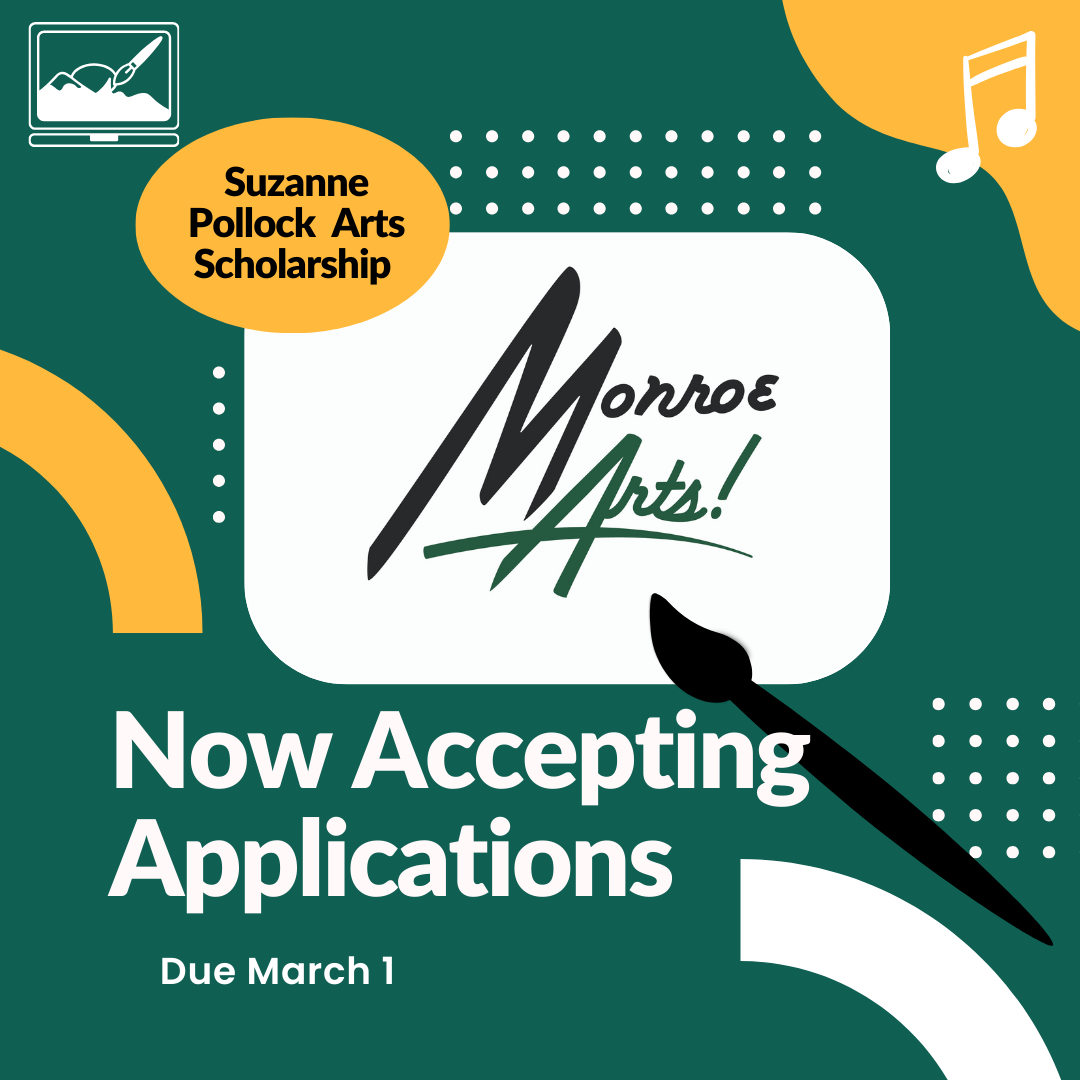 Suzanne
Pollock Arts
Scholarship
Monroe
Arts!
Now Accepting
Applications
Due March 1